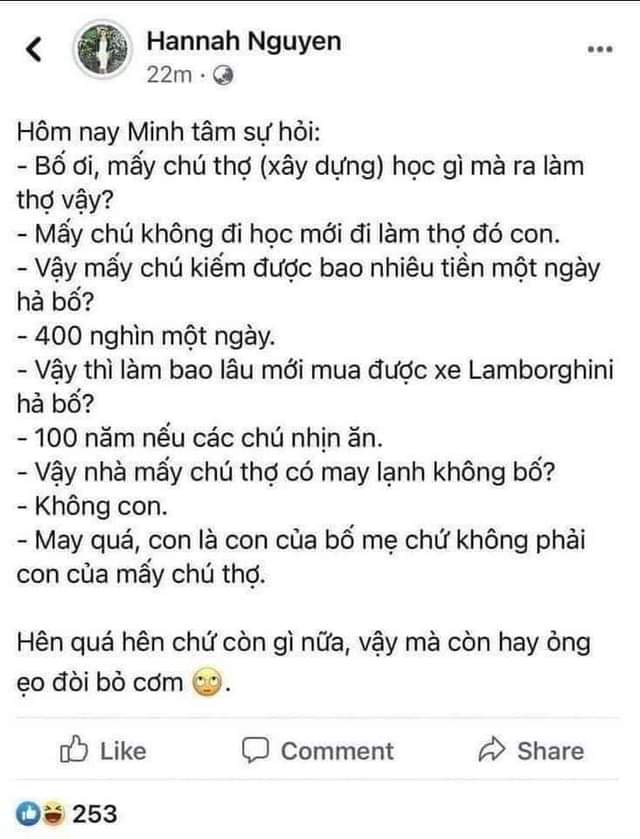 Hannah Nguyen
22m ·
Hôm nay Minh tâm sự hỏi:
- Bố ơi, mấy chú thợ (xây dựng) học gì mà ra làm
thợ vậy?
- Mấy chú không đi học mới đi làm thợ đó con.
- Vậy mấy chú kiếm được bao nhiêu tiền một ngày
hả bố?
- 400 nghìn một ngày.
- Vậy thì làm bao lâu mới mua được xe Lamborghini
hả bố?
- 100 năm nếu các chú nhịn ăn.
- Vậy nhà mấy chú thợ có may lạnh không bố?
- Không con.
- May quá, con là con của bố mẹ chứ không phải
con của mấy chú thợ.
Hên quá hên chứ còn gì nữa, vậy mà còn hay ỏng
ẹo đòi bỏ cơm 🙄.
Like Comment Share
253